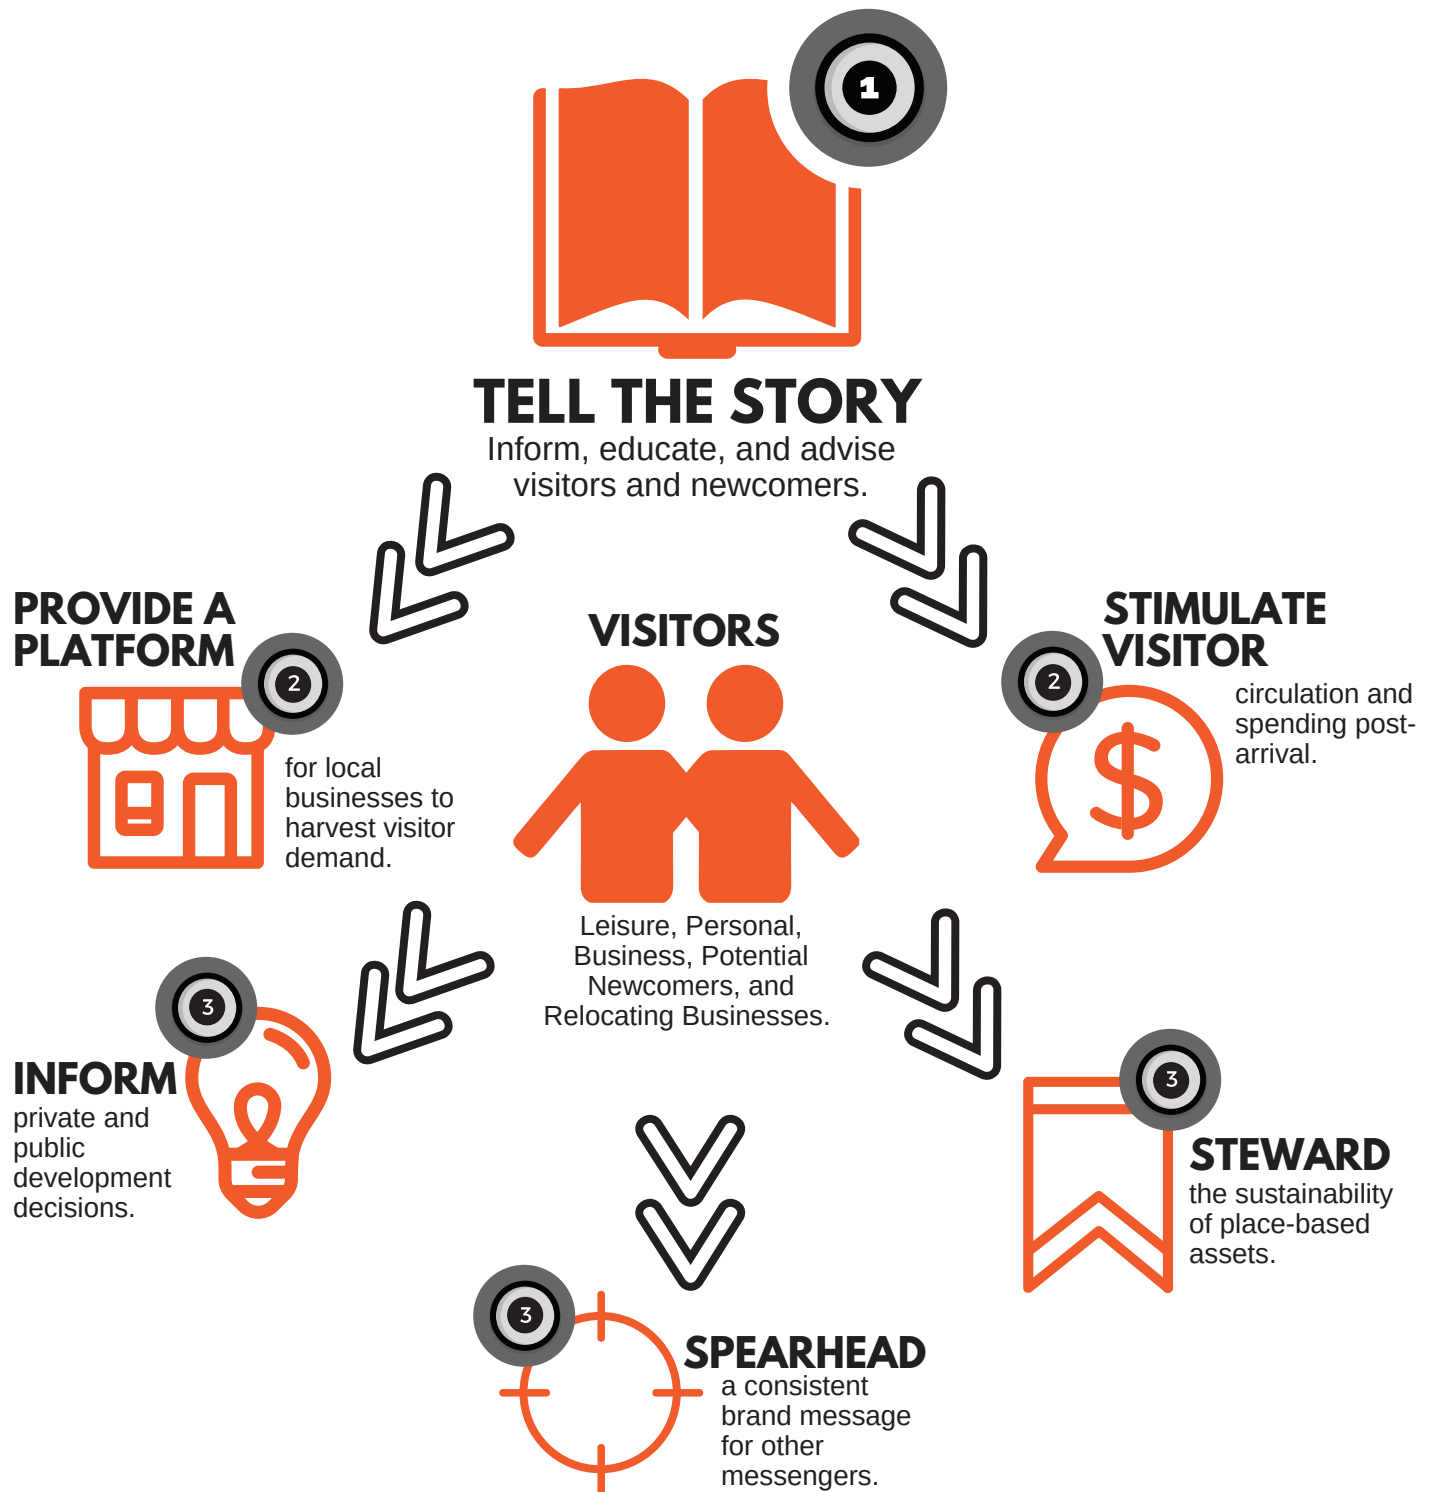 1
TELL THE STORY
Inform, educate, and advise
visitors and newcomers.
PROVIDE A
PLATFORM
2
for local
businesses to
harvest visitor
demand.
VISITORS
Leisure, Personal,
Business, Potential
Newcomers, and
Relocating Businesses.
STIMULATE
VISITOR
2
circulation and
spending post-
arrival.
$
3
INFORM
private and
public
development
decisions.
3
STEWARD
the sustainability
of place-based
assets.
3
SPEARHEAD
a consistent
brand message
for other
messengers.